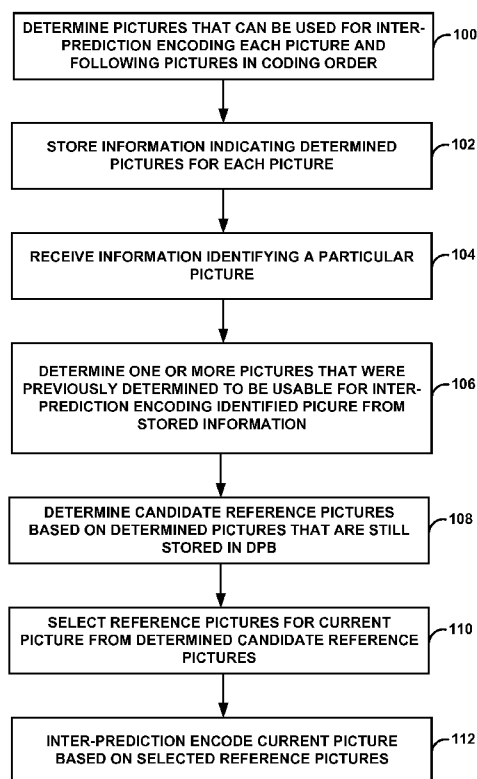 DETERMINE PICTURES THAT CAN BE USED FOR INTER-
PREDICTION ENCODING EACH PICTURE AND
FOLLOWING PICTURES IN CODING ORDER
100
STORE INFORMATION INDICATING DETERMINED
PICTURES FOR EACH PICTURE
102
RECEIVE INFORMATION IDENTIFYING A PARTICULAR
PICTURE
104
DETERMINE ONE OR MORE PICTURES THAT WERE
PREVIOUSLY DETERMINED TO BE USABLE FOR INTER-
PREDICTION ENCODING IDENTIFIED PICURE FROM
STORED INFORMATION
106
DETERMINE CANDIDATE REFERENCE PICTURES
BASED ON DETERMINED PICTURES THAT ARE STILL
STORED IN DPB
108
SELECT REFERENCE PICTURES FOR CURRENT
PICTURE FROM DETERMINED CANDIDATE REFERENCE
PICTURES
110
INTER-PREDICTION ENCODE CURRENT PICTURE
BASED ON SELECTED REFERENCE PICTURES
112